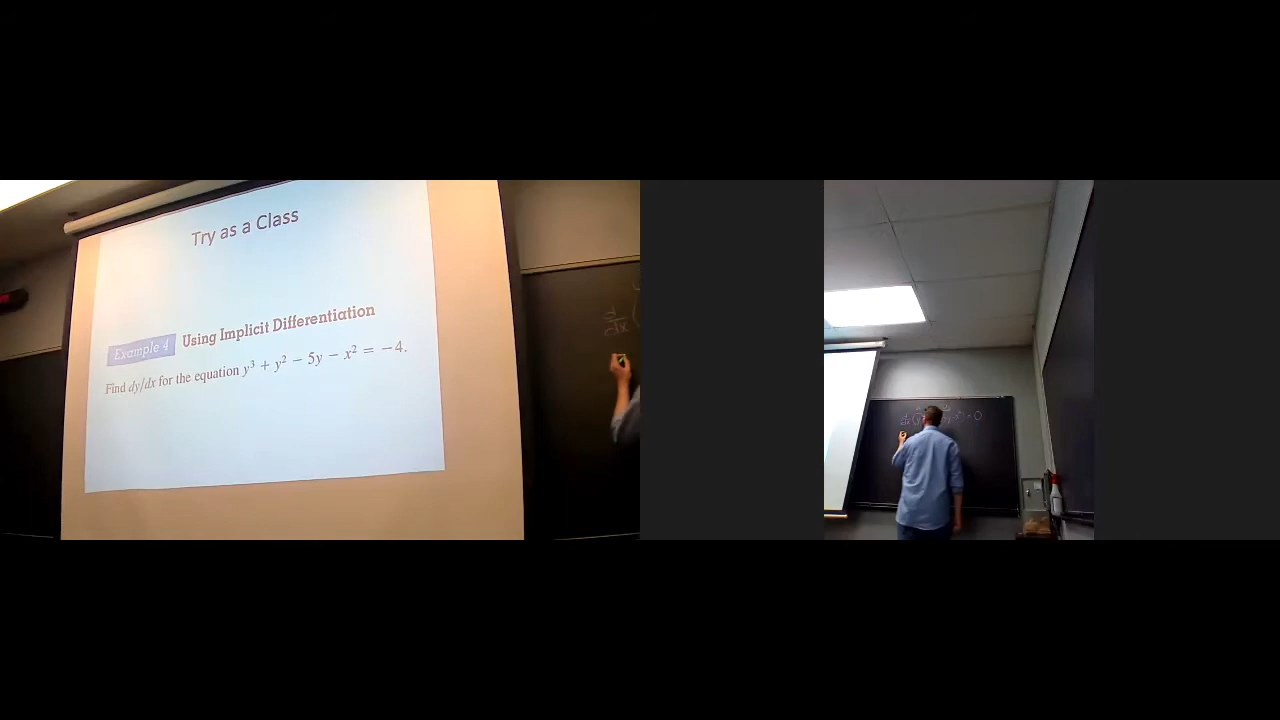 Try as a Class
Example 4 Using Implicit Differentiation
Find dy/dx for the equation y³ + y² − 5y − x² = −4.
d/dx (